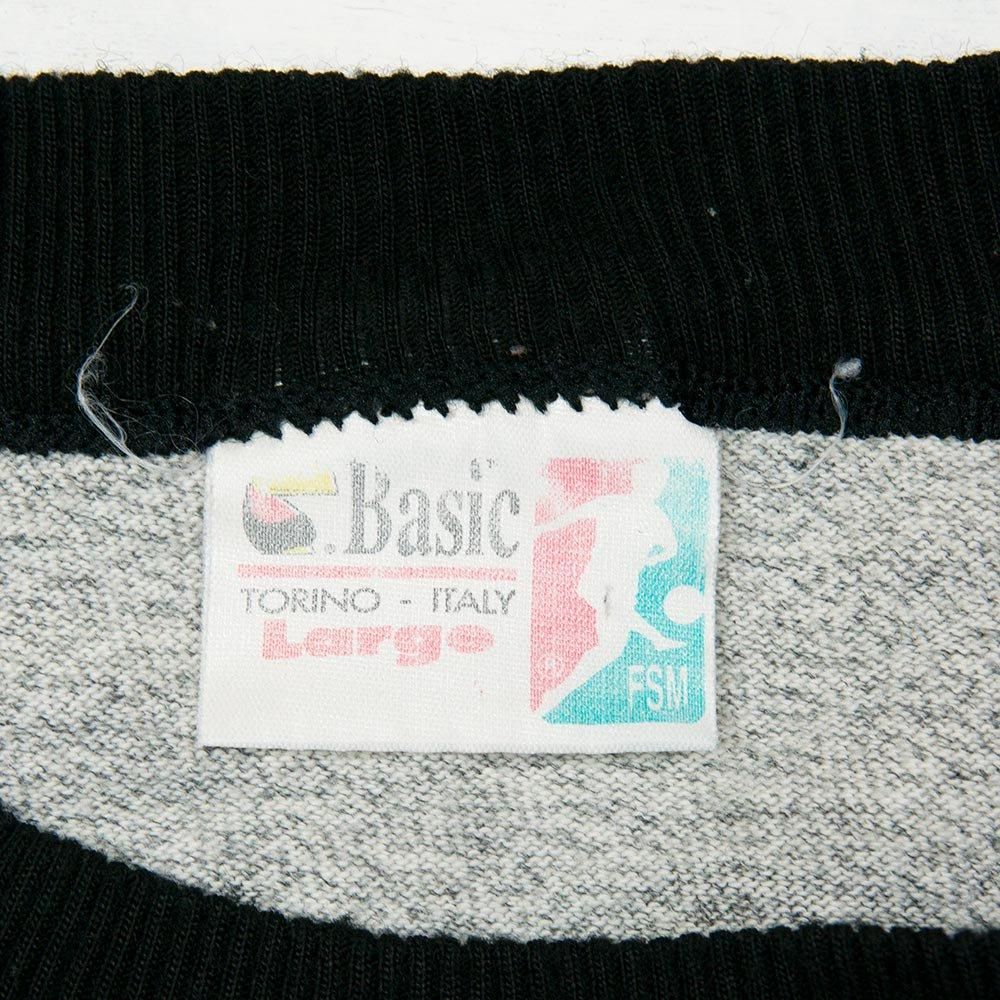 .Basic
TORINO - ITALY
Large
®
FSM